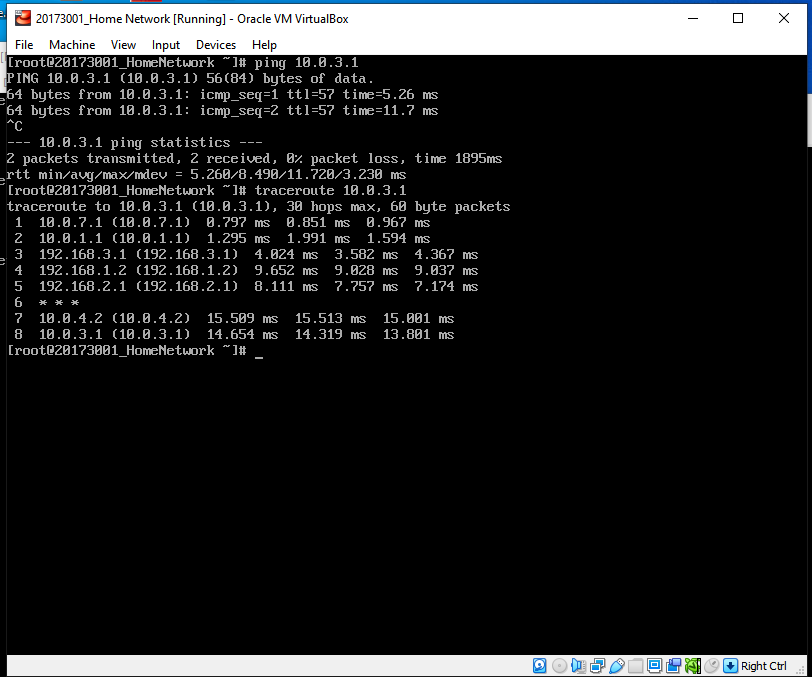 20173001_Home Network [Running] - Oracle VM VirtualBox
File Machine View Input Devices Help
[root@20173001_HomeNetwork ~]# ping 10.0.3.1
PING 10.0.3.1 (10.0.3.1) 56(84) bytes of data.
64 bytes from 10.0.3.1: icmp_seq=1 ttl=57 time=5.26 ms
64 bytes from 10.0.3.1: icmp_seq=2 ttl=57 time=11.7 ms
^C
--- 10.0.3.1 ping statistics ---
2 packets transmitted, 2 received, 0% packet loss, time 1895ms
rtt min/avg/max/mdev = 5.260/8.490/11.720/3.230 ms
[root@20173001_HomeNetwork ~]# traceroute 10.0.3.1
traceroute to 10.0.3.1 (10.0.3.1), 30 hops max, 60 byte packets
1 10.0.7.1 (10.0.7.1) 0.797 ms 0.851 ms 0.967 ms
2 10.0.1.1 (10.0.1.1) 1.295 ms 1.991 ms 1.594 ms
3 192.168.3.1 (192.168.3.1) 4.024 ms 3.582 ms 4.367 ms
4 192.168.1.2 (192.168.1.2) 9.652 ms 9.028 ms 9.037 ms
5 192.168.2.1 (192.168.2.1) 8.111 ms 7.757 ms 7.174 ms
6 * * *
7 10.0.4.2 (10.0.4.2) 15.509 ms 15.513 ms 15.001 ms
8 10.0.3.1 (10.0.3.1) 14.654 ms 14.319 ms 13.801 ms
[root@20173001_HomeNetwork ~]# _
Right Ctrl